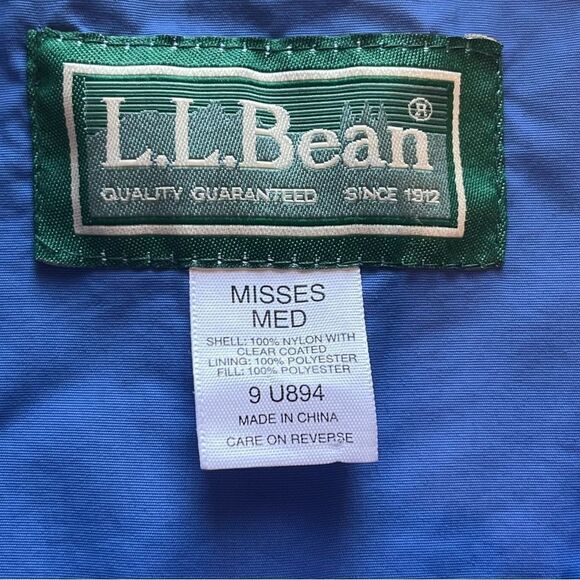 L.L.Bean®
QUALITY GUARANTEED SINCE 1912
MISSES
MED
SHELL: 100% NYLON WITH
CLEAR COATED
LINING: 100% POLYESTER
FILL: 100% POLYESTER
9 U894
MADE IN CHINA
CARE ON REVERSE